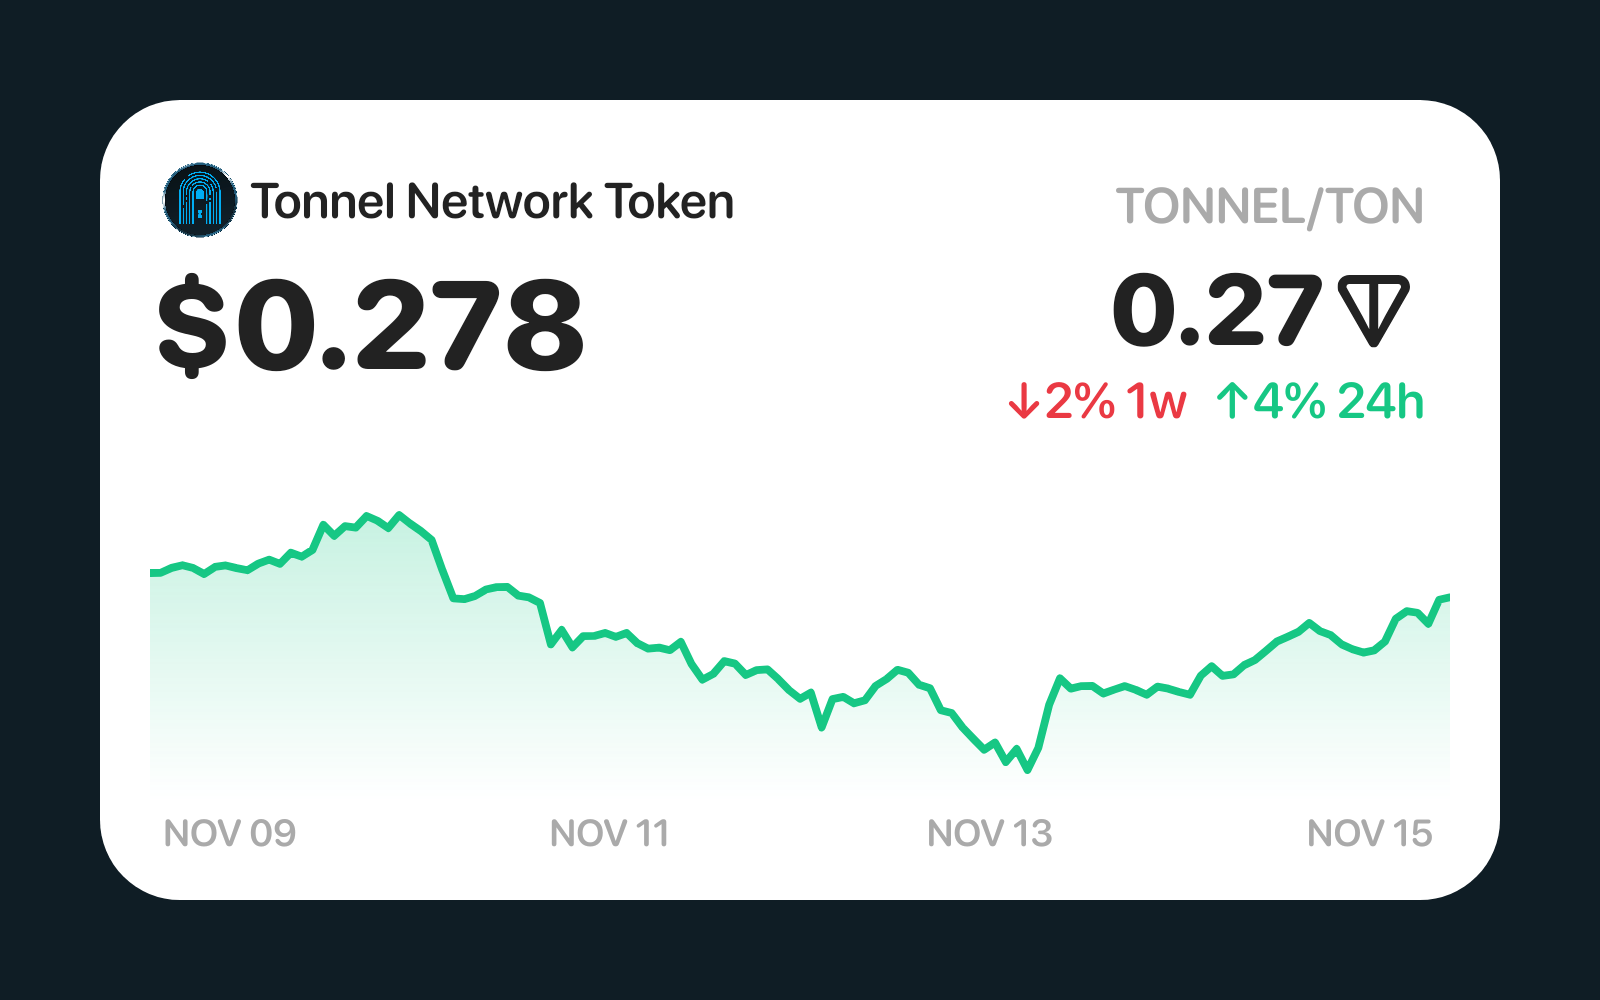 Tonnel Network Token
TONNEL/TON
$0.278
0.27
↓2% 1w ↑4% 24h
NOV 09
NOV 11
NOV 13
NOV 15